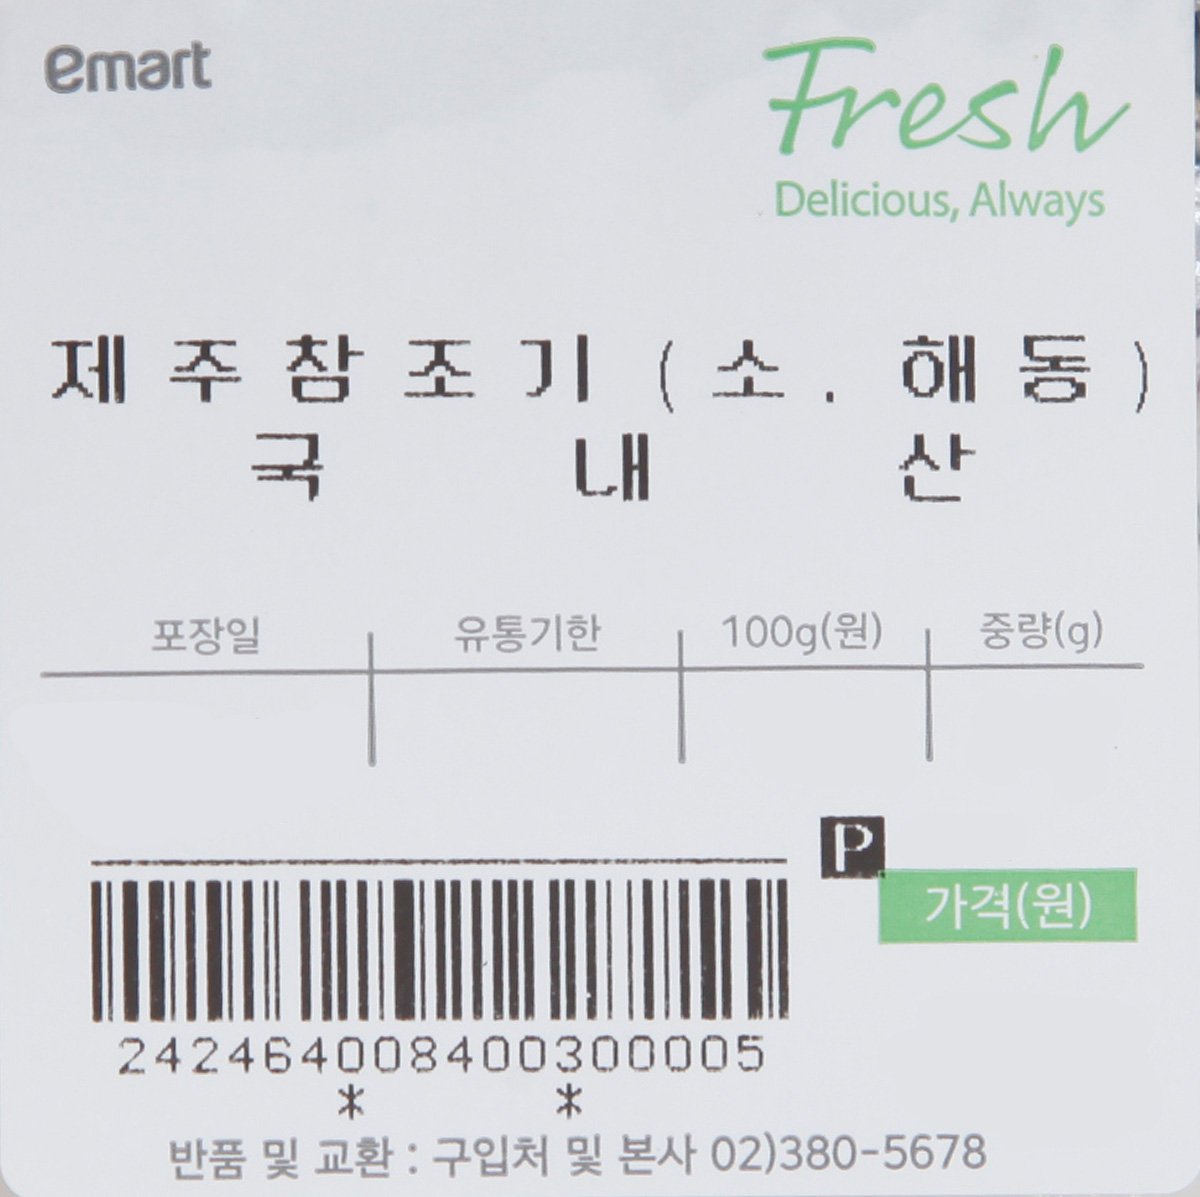 emart
Fresh
Delicious, Always
제주참조기(소.해동)
국내산
포장일 유통기한 100g(원) 중량(g)
P
가격(원)
242464008400300005
* *
반품 및 교환 : 구입처 및 본사 02)380-5678